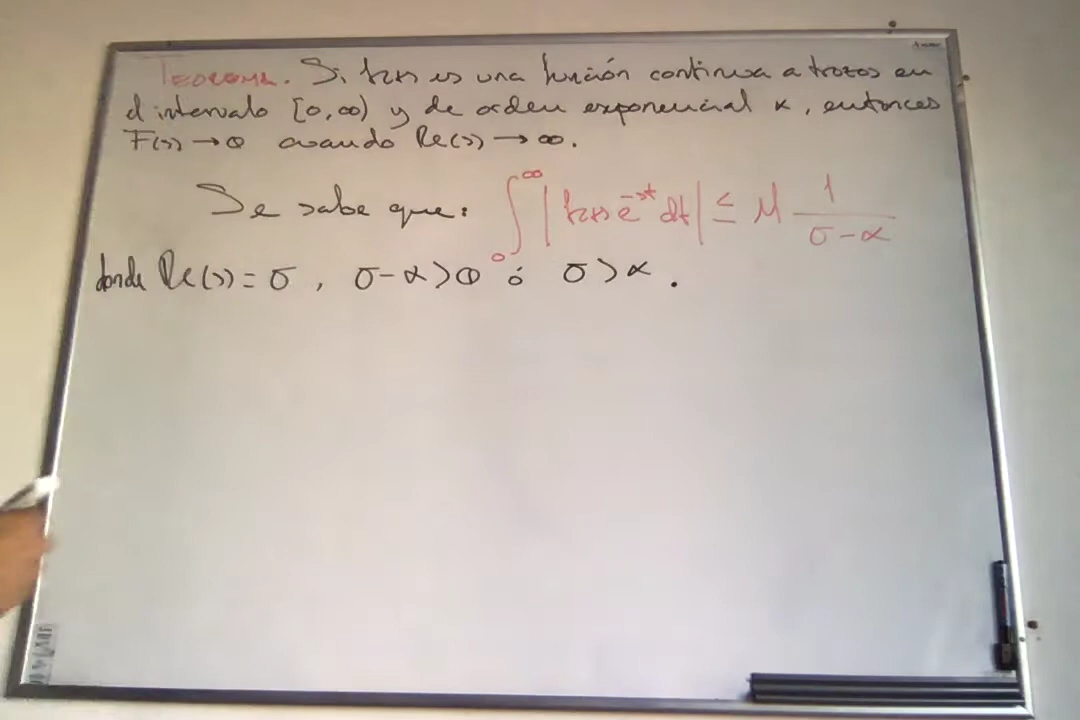 TEOREMA. Si f(t) es una función continua a trozos en
el intervalo [0,∞) y de orden exponencial α, entonces
F(s) → 0 cuando Re(s) → ∞.
Se sabe que: ∫₀^∞ |f(t) e^{-st} dt| ≤ M 1/(σ-α)
donde Re(s) = σ , σ-α > 0 ó σ > α .